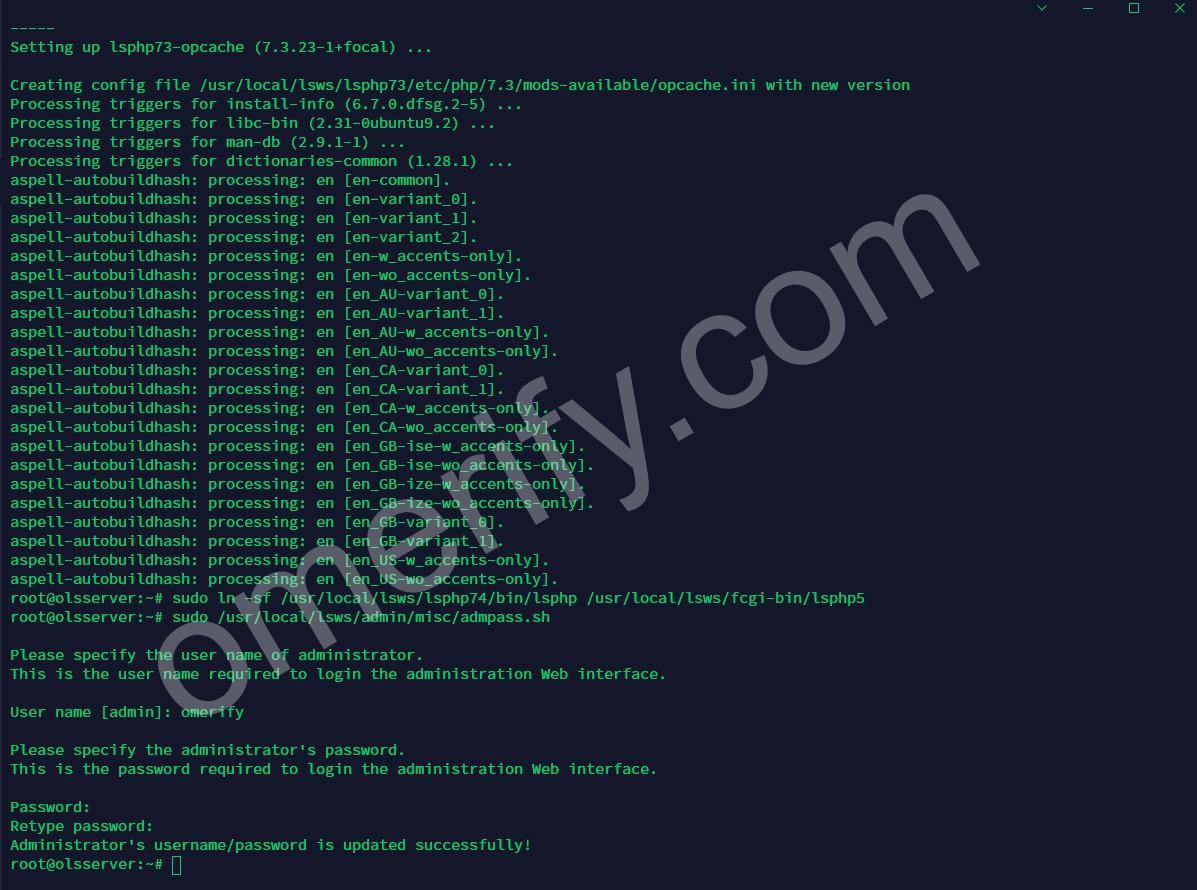 -----
Setting up lsphp73-opcache (7.3.23-1+focal) ...
Creating config file /usr/local/lsws/lsphp73/etc/php/7.3/mods-available/opcache.ini with new version
Processing triggers for install-info (6.7.0.dfsg.2-5) ...
Processing triggers for libc-bin (2.31-0ubuntu9.2) ...
Processing triggers for man-db (2.9.1-1) ...
Processing triggers for dictionaries-common (1.28.1) ...
aspell-autobuildhash: processing: en [en-common].
aspell-autobuildhash: processing: en [en-variant_0].
aspell-autobuildhash: processing: en [en-variant_1].
aspell-autobuildhash: processing: en [en-variant_2].
aspell-autobuildhash: processing: en [en-w_accents-only].
aspell-autobuildhash: processing: en [en-wo_accents-only].
aspell-autobuildhash: processing: en [en_AU-variant_0].
aspell-autobuildhash: processing: en [en_AU-variant_1].
aspell-autobuildhash: processing: en [en_AU-w_accents-only].
aspell-autobuildhash: processing: en [en_AU-wo_accents-only].
aspell-autobuildhash: processing: en [en_CA-variant_0].
aspell-autobuildhash: processing: en [en_CA-variant_1].
aspell-autobuildhash: processing: en [en_CA-w_accents-only].
aspell-autobuildhash: processing: en [en_CA-wo_accents-only].
aspell-autobuildhash: processing: en [en_GB-ise-w_accents-only].
aspell-autobuildhash: processing: en [en_GB-ise-wo_accents-only].
aspell-autobuildhash: processing: en [en_GB-ize-w_accents-only].
aspell-autobuildhash: processing: en [en_GB-ize-wo_accents-only].
aspell-autobuildhash: processing: en [en_GB-variant_0].
aspell-autobuildhash: processing: en [en_GB-variant_1].
aspell-autobuildhash: processing: en [en_US-w_accents-only].
aspell-autobuildhash: processing: en [en_US-wo_accents-only].
root@olsserver:~# sudo ln -sf /usr/local/lsws/lsphp74/bin/lsphp /usr/local/lsws/fcgi-bin/lsphp5
root@olsserver:~# sudo /usr/local/lsws/admin/misc/admpass.sh
Please specify the user name of administrator.
This is the user name required to login the administration Web interface.
User name [admin]: omerify
Please specify the administrator's password.
This is the password required to login the administration Web interface.
Password:
Retype password:
Administrator's username/password is updated successfully!
root@olsserver:~#
omerify.com